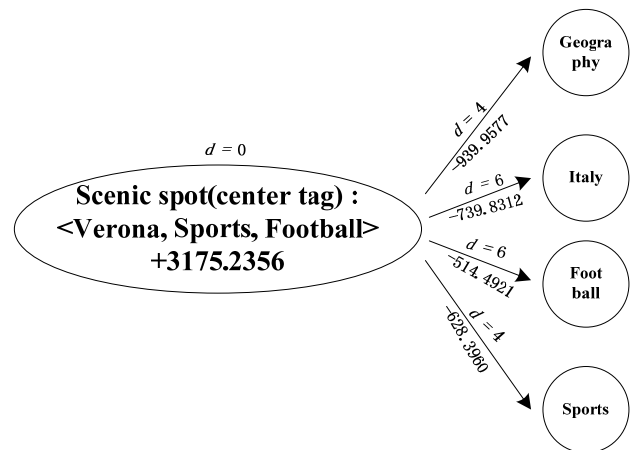 d = 0
Scenic spot(center tag) :
<Verona, Sports, Football>
+3175.2356
d = 4
-939.9577
d = 6
-739.8312
d = 6
-514.4921
d = 4
-628.3960
Geogra
phy
Italy
Foot
ball
Sports